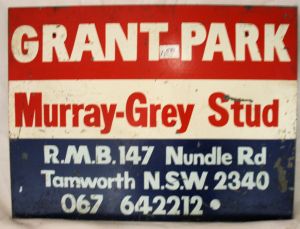 GRANT PARK
Murray-Grey Stud
R.M.B. 147 Nundle Rd
Tamworth N.S.W. 2340
067 642212